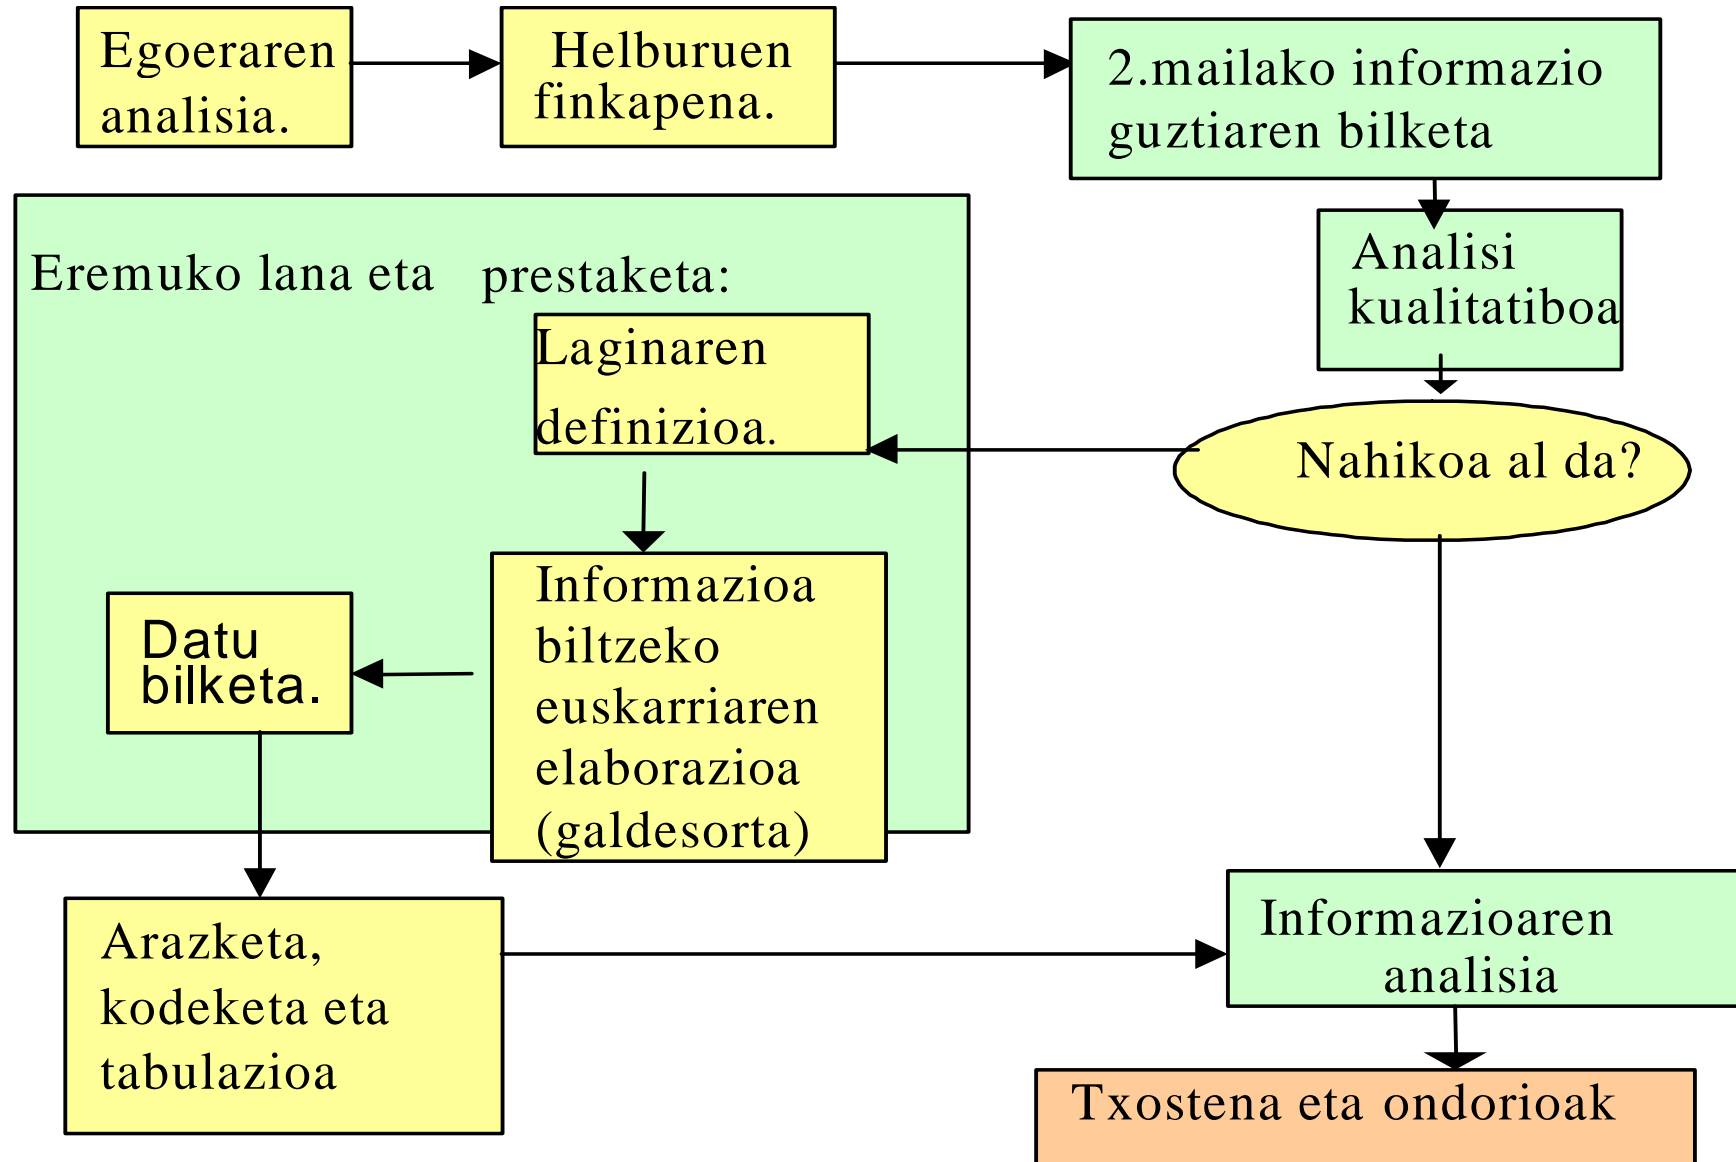 Egoeraren
analisia.
Helburuen
finkapena.
2.mailako informazio
guztiaren bilketa
Analisi
kualitatiboa
Nahikoa al da?
Eremuko lana eta prestaketa:
Laginaren
definizioa.
Informazioa
biltzeko
euskarriaren
elaborazioa
(galdesorta)
Datu
bilketa.
Arazketa,
kodeketa eta
tabulazioa
Informazioaren
analisia
Txostena eta ondorioak